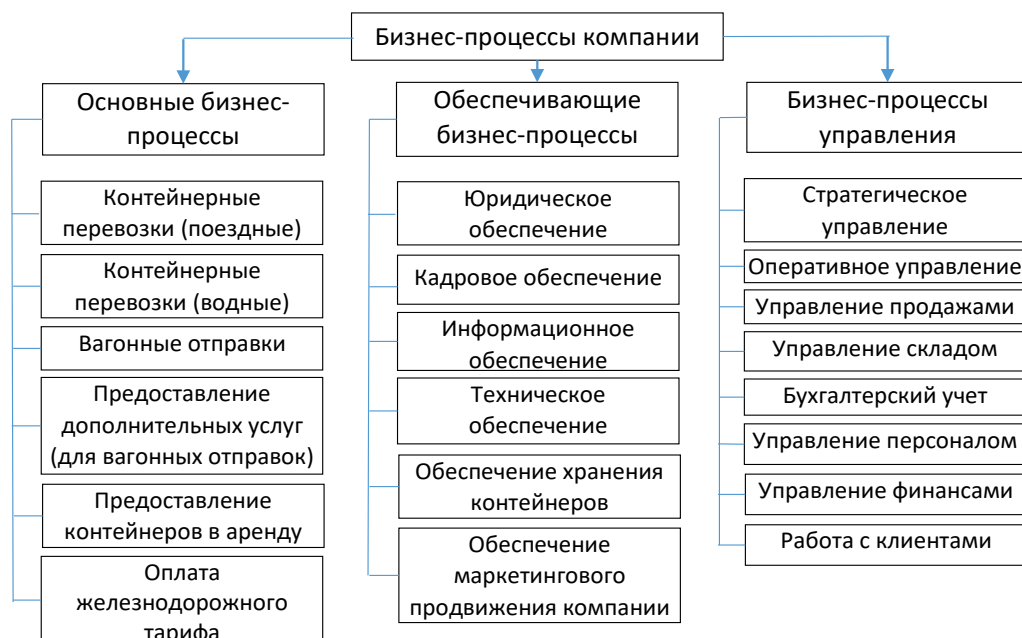 Бизнес-процессы компании
Основные бизнес-
процессы
Контейнерные
перевозки (поездные)
Контейнерные
перевозки (водные)
Вагонные отправки
Предоставление
дополнительных услуг
(для вагонных отправок)
Предоставление
контейнеров в аренду
Оплата
железнодорожного
тарифа
Обеспечивающие
бизнес-процессы
Юридическое
обеспечение
Кадровое обеспечение
Информационное
обеспечение
Техническое
обеспечение
Обеспечение хранения
контейнеров
Обеспечение
маркетингового
продвижения компании
Бизнес-процессы
управления
Стратегическое
управление
Оперативное управление
Управление продажами
Управление складом
Бухгалтерский учет
Управление персоналом
Управление финансами
Работа с клиентами